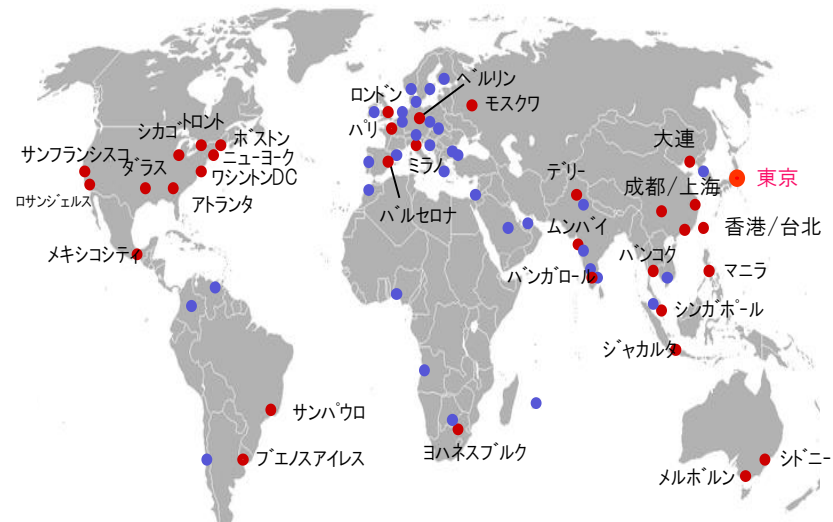 ロンドン
ベルリン
モスクワ
シカゴ
トロント
ボストン
パリ
大連
サンフランシスコ
ニューヨーク
ダラス
ミラノ
デリー
東京
ワシントンDC
成都/上海
ロサンジェルス
アトランタ
バルセロナ
ムンバイ
香港/台北
メキシコシティ
バンコク
バンガロール
マニラ
シンガポール
ジャカルタ
サンパウロ
ヨハネスブルク
ブエノスアイレス
シドニー
メルボルン